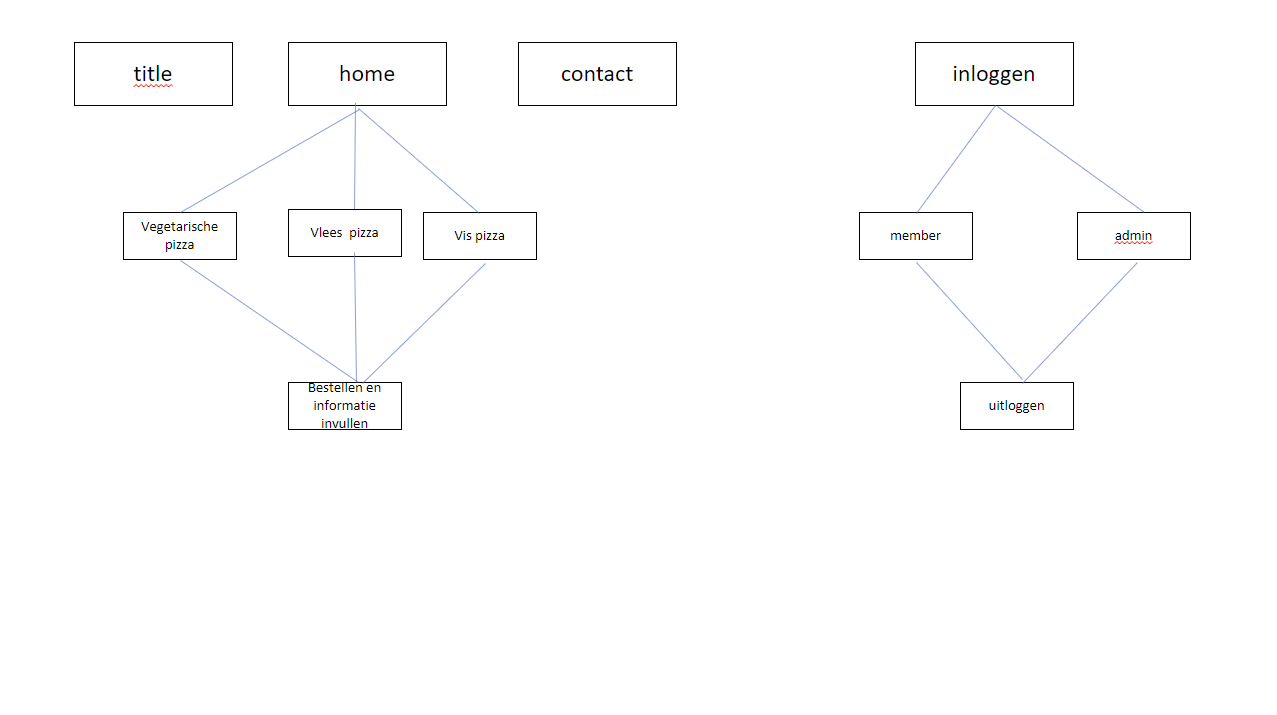 title
home
contact
inloggen
Vegetarische
pizza
Vlees  pizza
Vis pizza
member
admin
Bestellen en
informatie
invullen
uitloggen